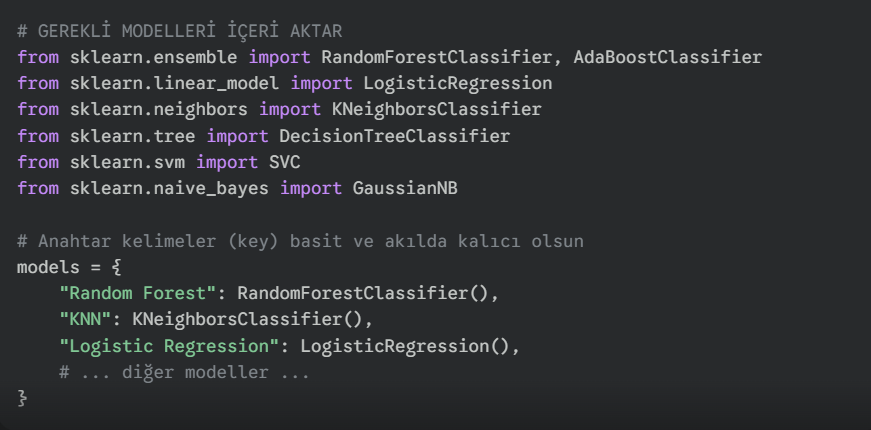 # GEREKLİ MODELLERİ İÇERİ AKTAR
from sklearn.ensemble import RandomForestClassifier, AdaBoostClassifier
from sklearn.linear_model import LogisticRegression
from sklearn.neighbors import KNeighborsClassifier
from sklearn.tree import DecisionTreeClassifier
from sklearn.svm import SVC
from sklearn.naive_bayes import GaussianNB

# Anahtar kelimeler (key) basit ve akılda kalıcı olsun
models = {
    "Random Forest": RandomForestClassifier(),
    "KNN": KNeighborsClassifier(),
    "Logistic Regression": LogisticRegression(),
    # ... diğer modeller ...
}